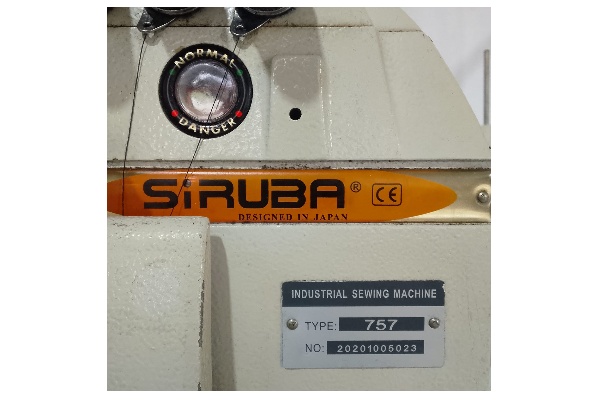 NORMAL
DANGER
SiRUBA® CE
DESIGNED IN JAPAN
INDUSTRIAL SEWING MACHINE
TYPE: 757
NO: 20201005023